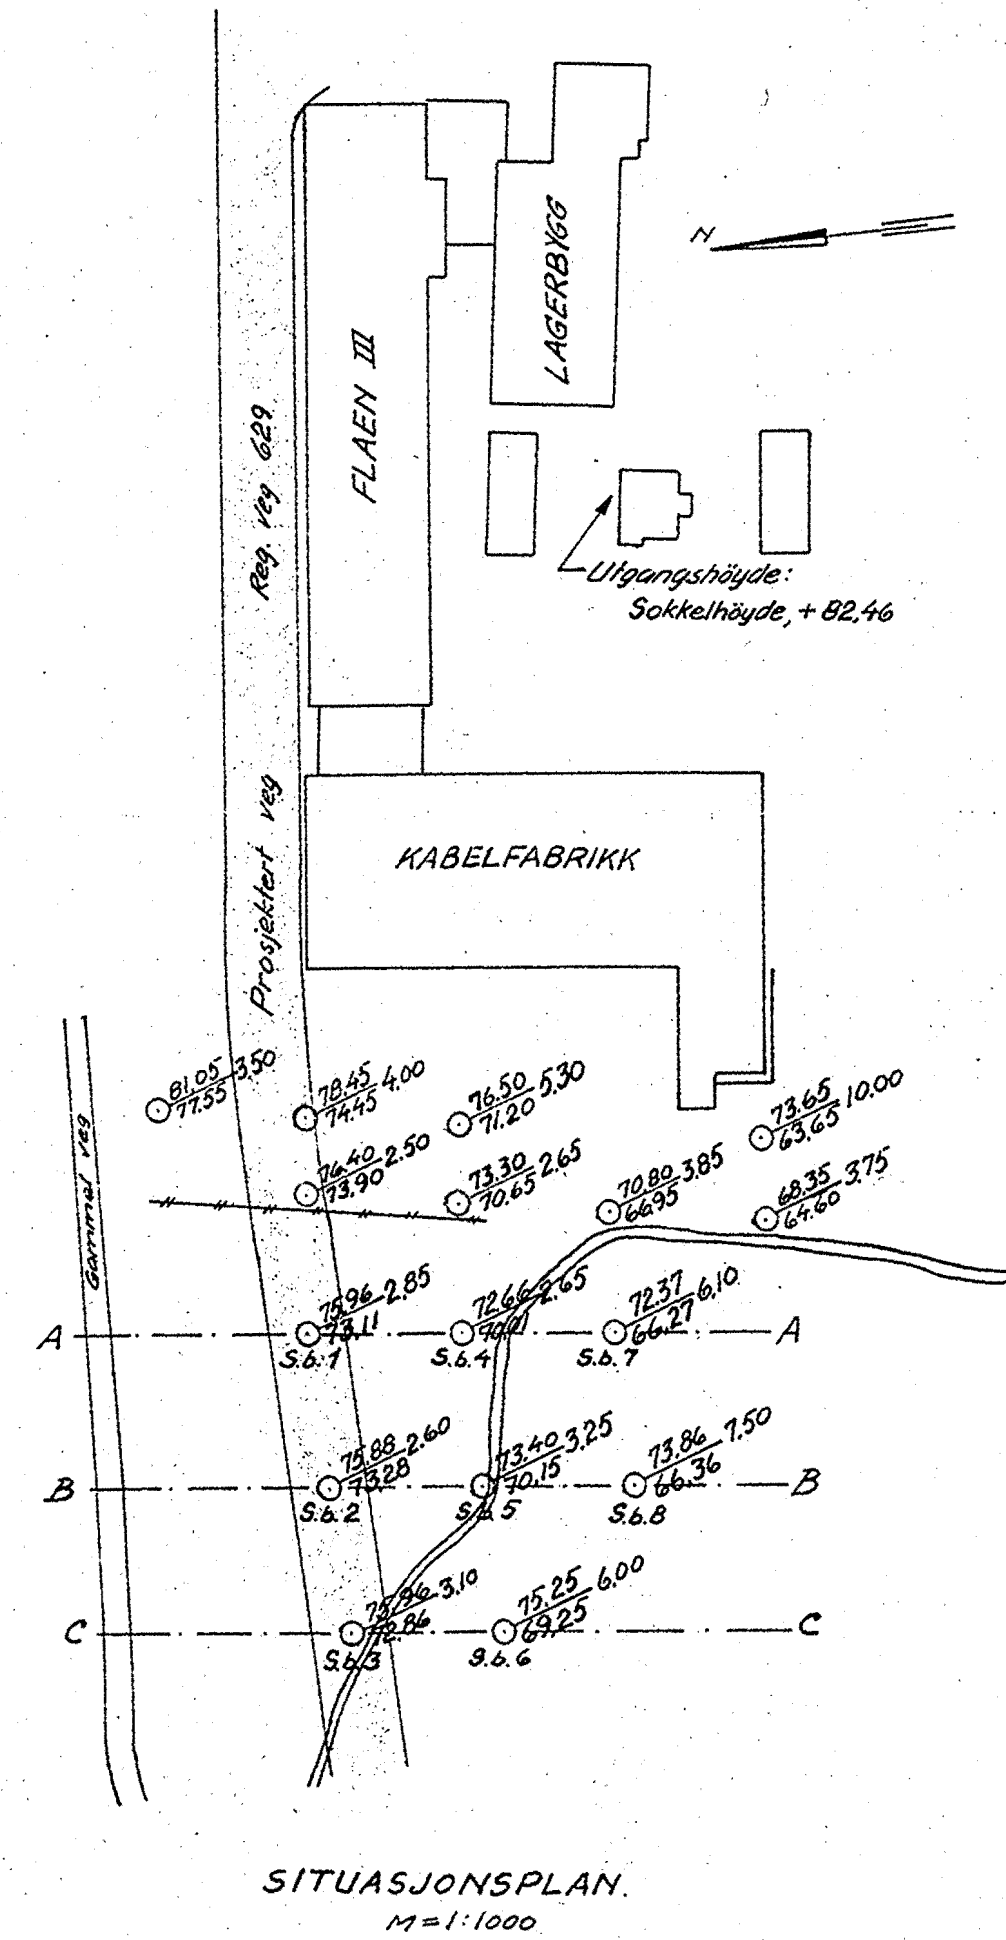 N
LAGERBYGG
FLAEN III
Reg. veg 629
Utgangshöyde:
Sokkelhöyde, + 82,46
Prosjektert veg
KABELFABRIKK
Gammel veg
81.05 3,50
77.55
78.45 4.00
74.45
76.50 5.30
71.20
73.65 10.00
63.65
76.40 2.50
73.90
73.30 2.65
70.65
70.80 3.85
66.95
68.35 3.75
64.60
A
75.96 2.85
73.11
S.b.1
72.66 2.65
S.b.4
72.37 6.10
66.27
S.b.7
A
B
75.88 2.60
73.28
S.b.2
73.40 3.25
70.15
S.b.5
73.86 7.50
66.36
S.b.8
B
C
75.96 3.10
72.86
S.b.3
75.25 6.00
69.25
S.b.6
C
SITUASJONSPLAN.
M=1:1000